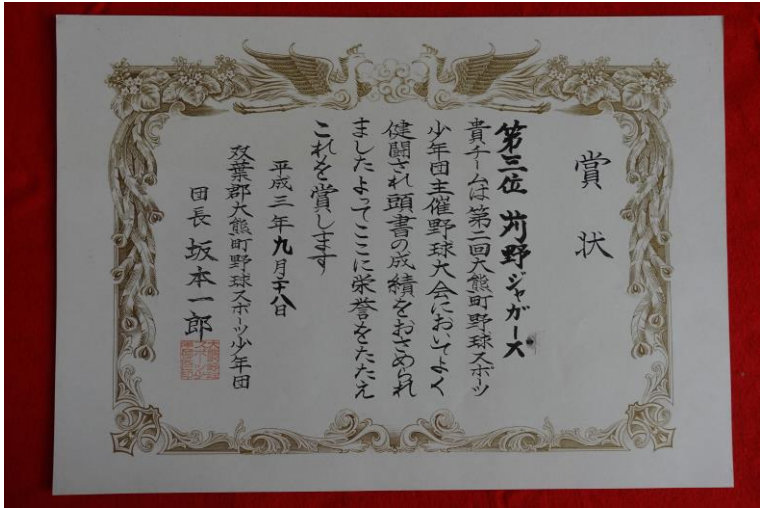 賞状
第三位 苅野ジャガース
貴チームは第二回大熊町野球スポーツ
少年団主催野球大会においてよく
健闘され頭書の成績をおさめられ
ましたよってここに栄誉をたたえ
これを賞します
平成三年九月二十八日
双葉郡大熊町野球スポーツ少年団
団長 坂本一郎